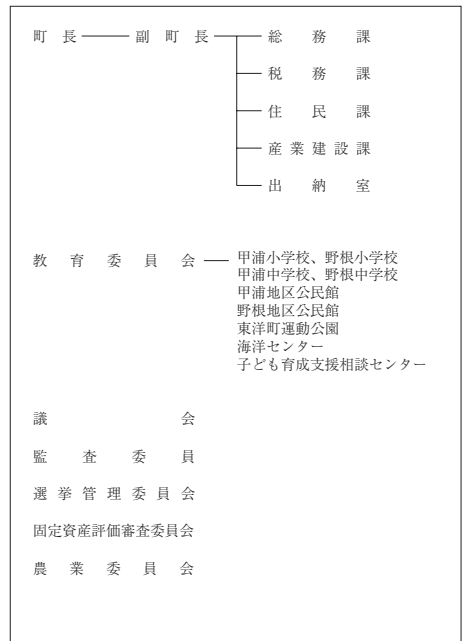 町長 副町長 総務課
税務課
住民課
産業建設課
出納室
教育委員会 甲浦小学校、野根小学校
甲浦中学校、野根中学校
甲浦地区公民館
野根地区公民館
東洋町運動公園
海洋センター
子ども育成支援相談センター
議会
監査委員
選挙管理委員会
固定資産評価審査委員会
農業委員会